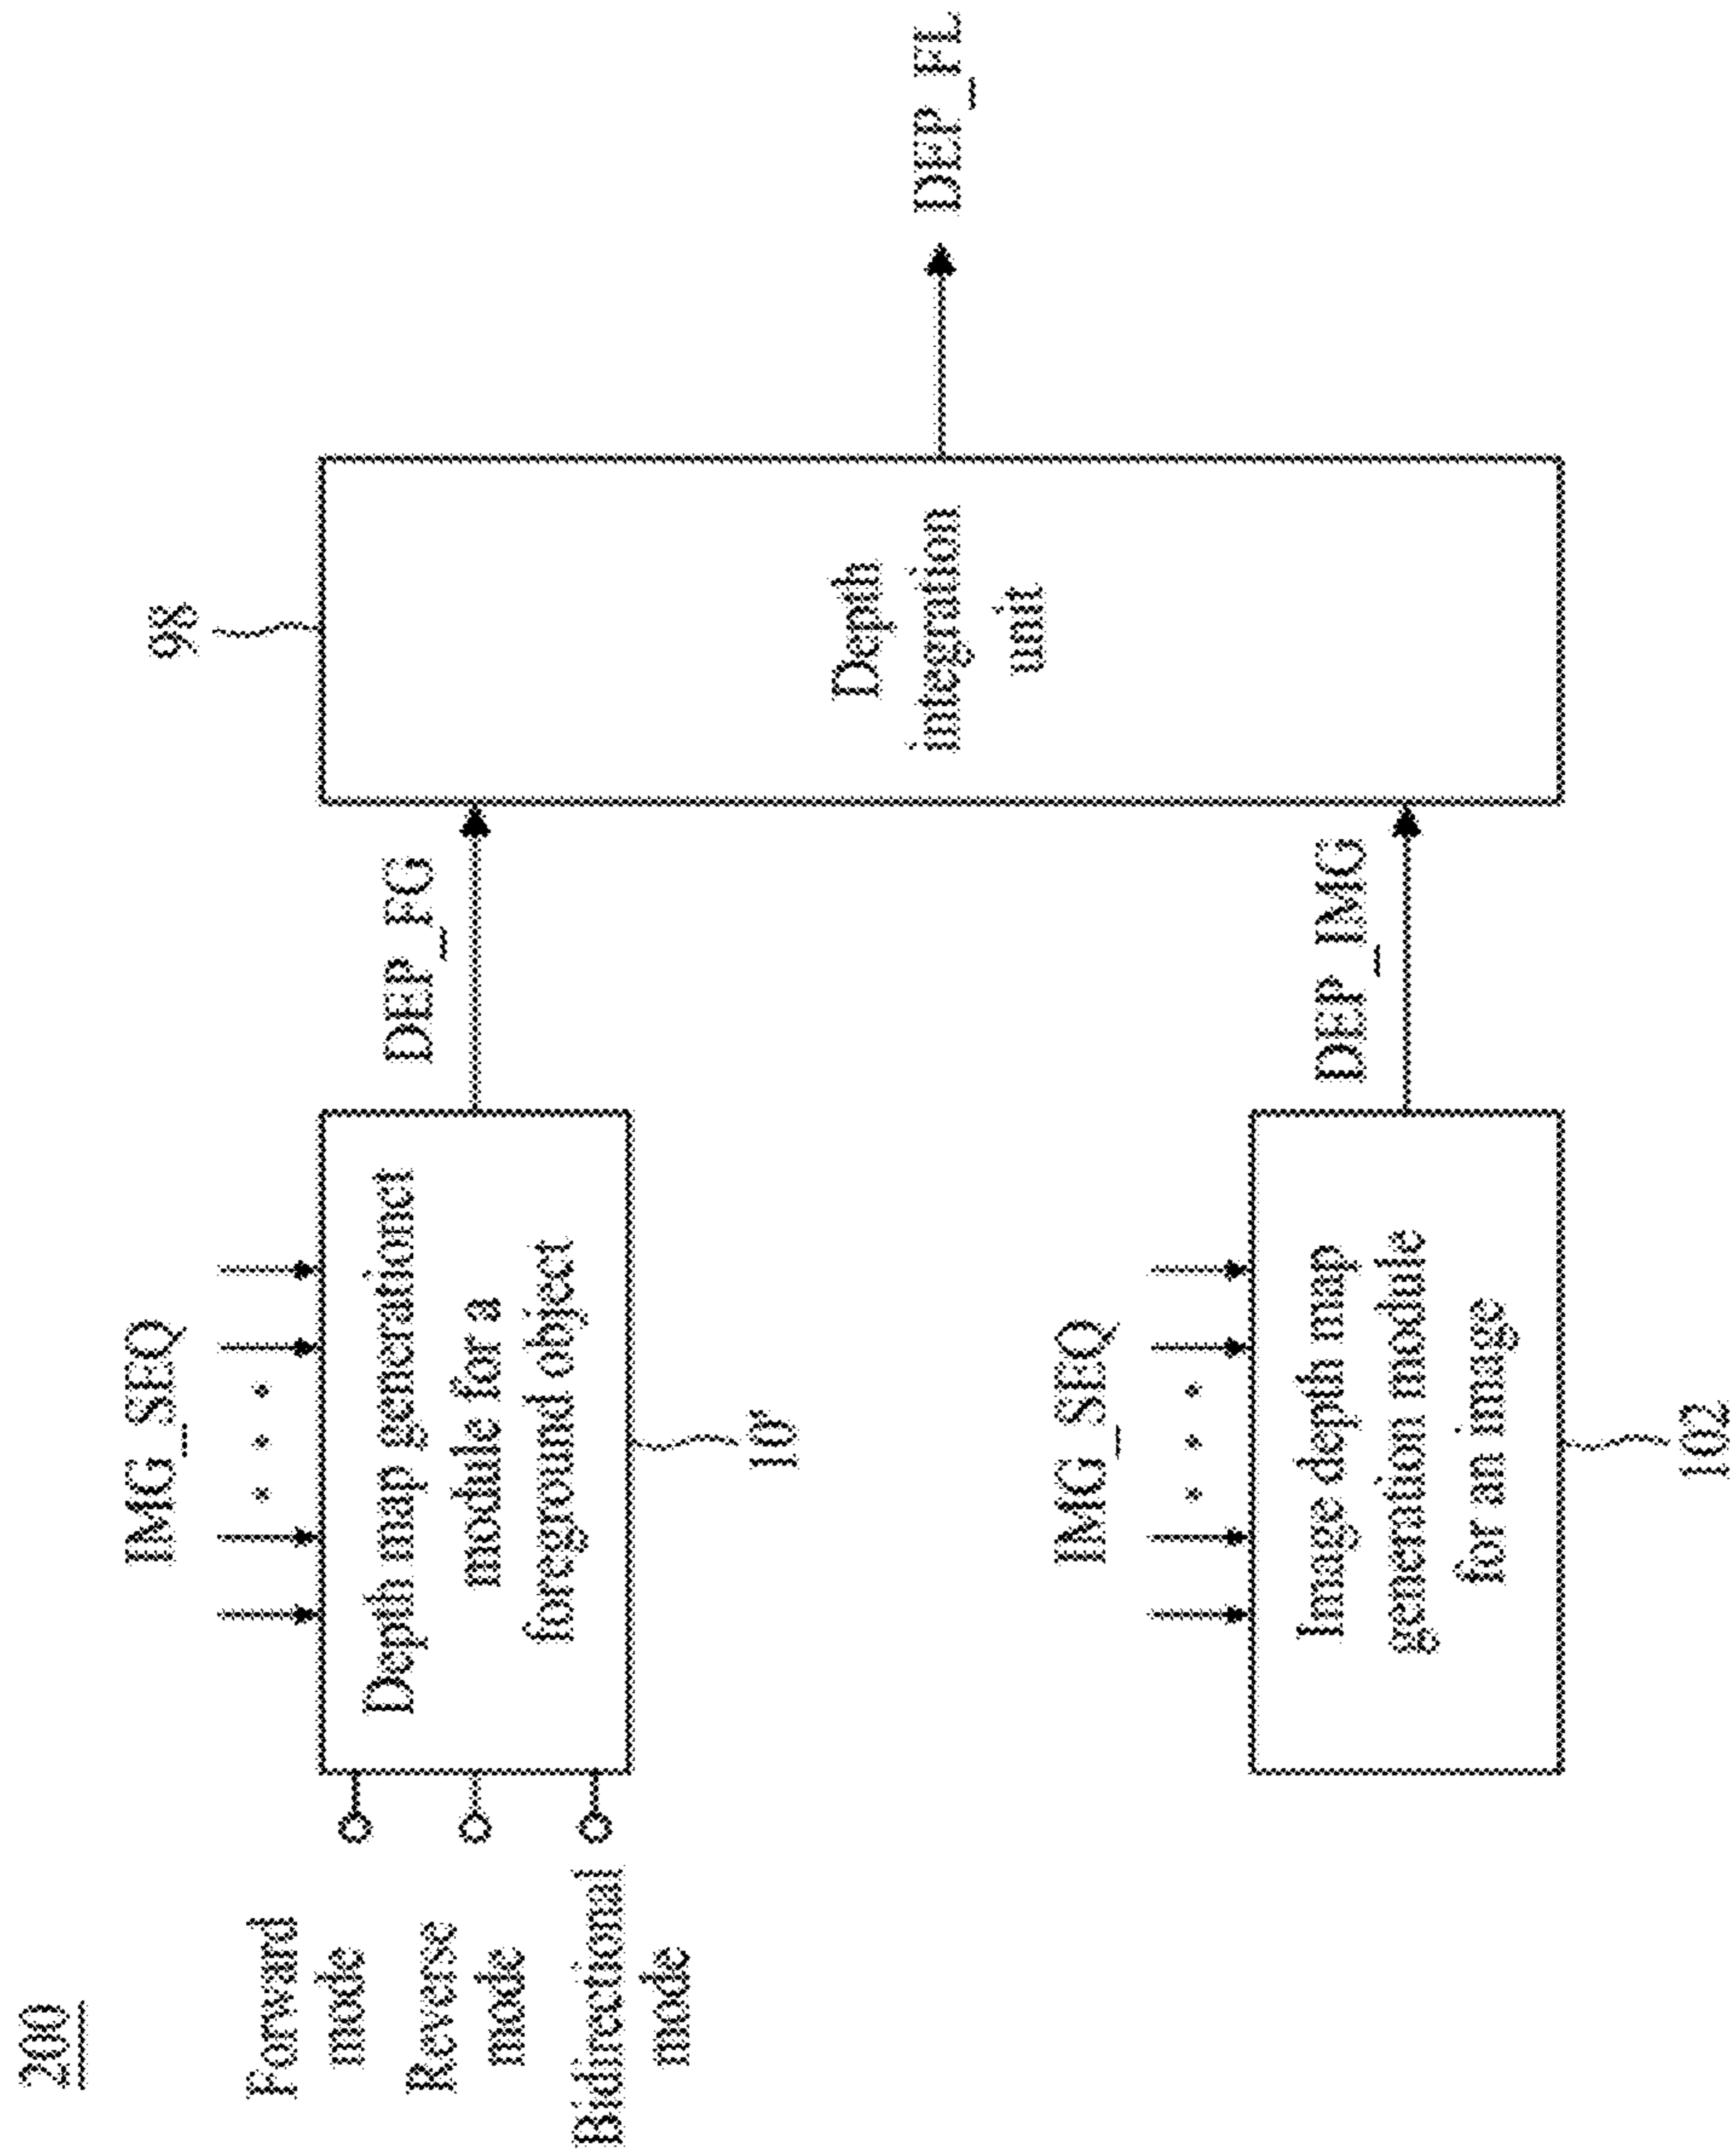 200
98
IMG_SEQ
Forward
mode
Reverse
mode
Bidirectional
mode
Depth map generationct
module for a
foreground object
10'
DEP_FG
Depth
integration
unit
DEP_FL
IMG_SEQ
Image depth map
generation module
for an image
102
DEP_IMG